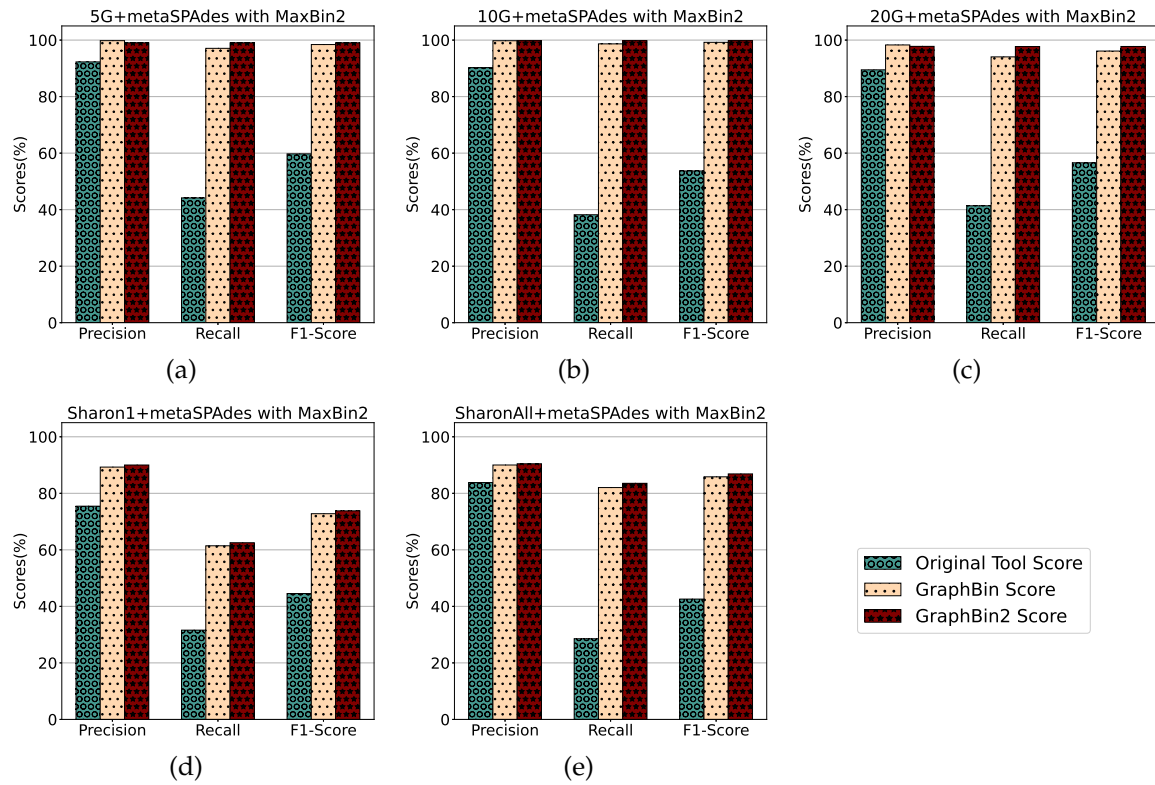 5G+metaSPAdes with MaxBin2
Scores(%)
100
80
60
40
20
0
Precision Recall F1-Score
(a)
10G+metaSPAdes with MaxBin2
Scores(%)
100
80
60
40
20
0
Precision Recall F1-Score
(b)
20G+metaSPAdes with MaxBin2
Scores(%)
100
80
60
40
20
0
Precision Recall F1-Score
(c)
Sharon1+metaSPAdes with MaxBin2
Scores(%)
100
80
60
40
20
0
Precision Recall F1-Score
(d)
SharonAll+metaSPAdes with MaxBin2
Scores(%)
100
80
60
40
20
0
Precision Recall F1-Score
(e)
Original Tool Score
GraphBin Score
GraphBin2 Score